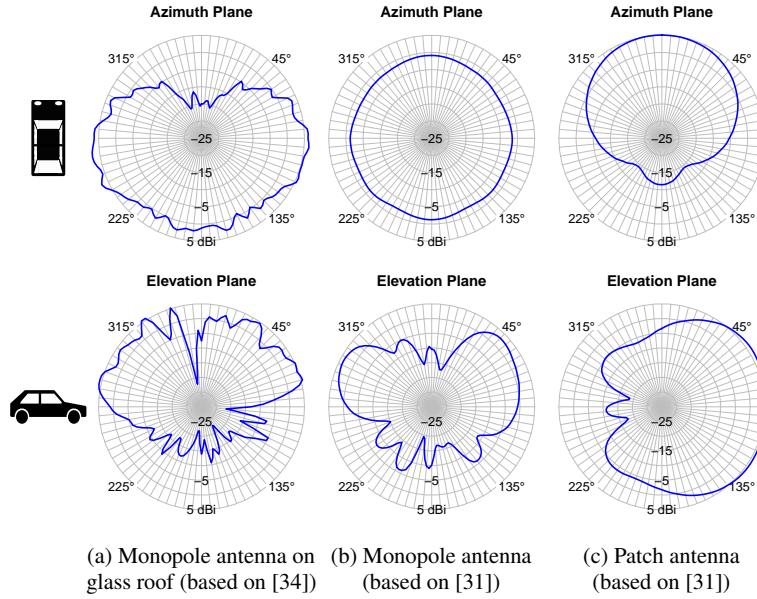 Azimuth Plane
Azimuth Plane
Azimuth Plane
315° 45°
315° 45°
315° 45°
−25
−25
−25
−15
−15
−15
−5
−5
−5
225° 135°
225° 135°
225° 135°
5 dBi
5 dBi
5 dBi
Elevation Plane
Elevation Plane
Elevation Plane
315° 45°
315° 45°
315° 45°
−25
−25
−25
−15
−15
−15
−5
−5
−5
225° 135°
225° 135°
225° 135°
5 dBi
5 dBi
5 dBi
(a) Monopole antenna on
glass roof (based on [34])
(b) Monopole antenna
(based on [31])
(c) Patch antenna
(based on [31])